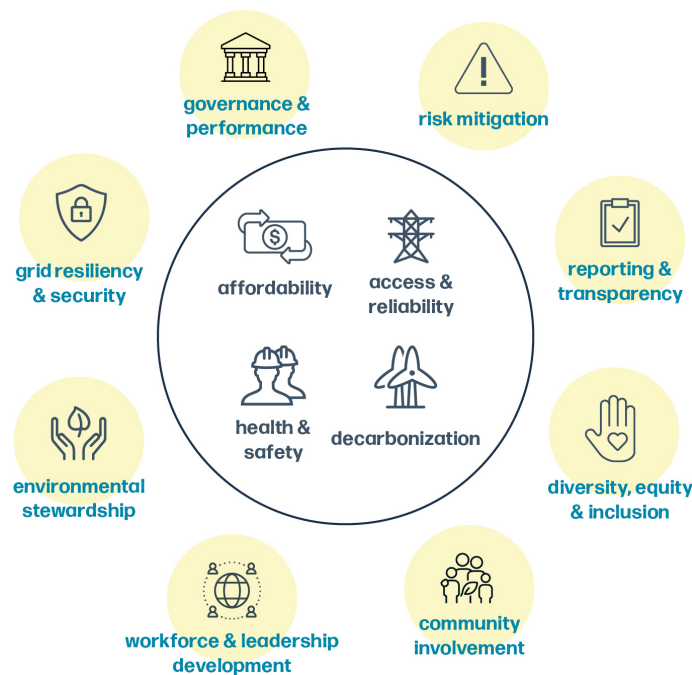 governance &
performance
risk mitigation
grid resiliency
& security
reporting &
transparency
$
affordability
access &
reliability
health &
safety
decarbonization
environmental
stewardship
diversity, equity
& inclusion
workforce & leadership
development
community
involvement